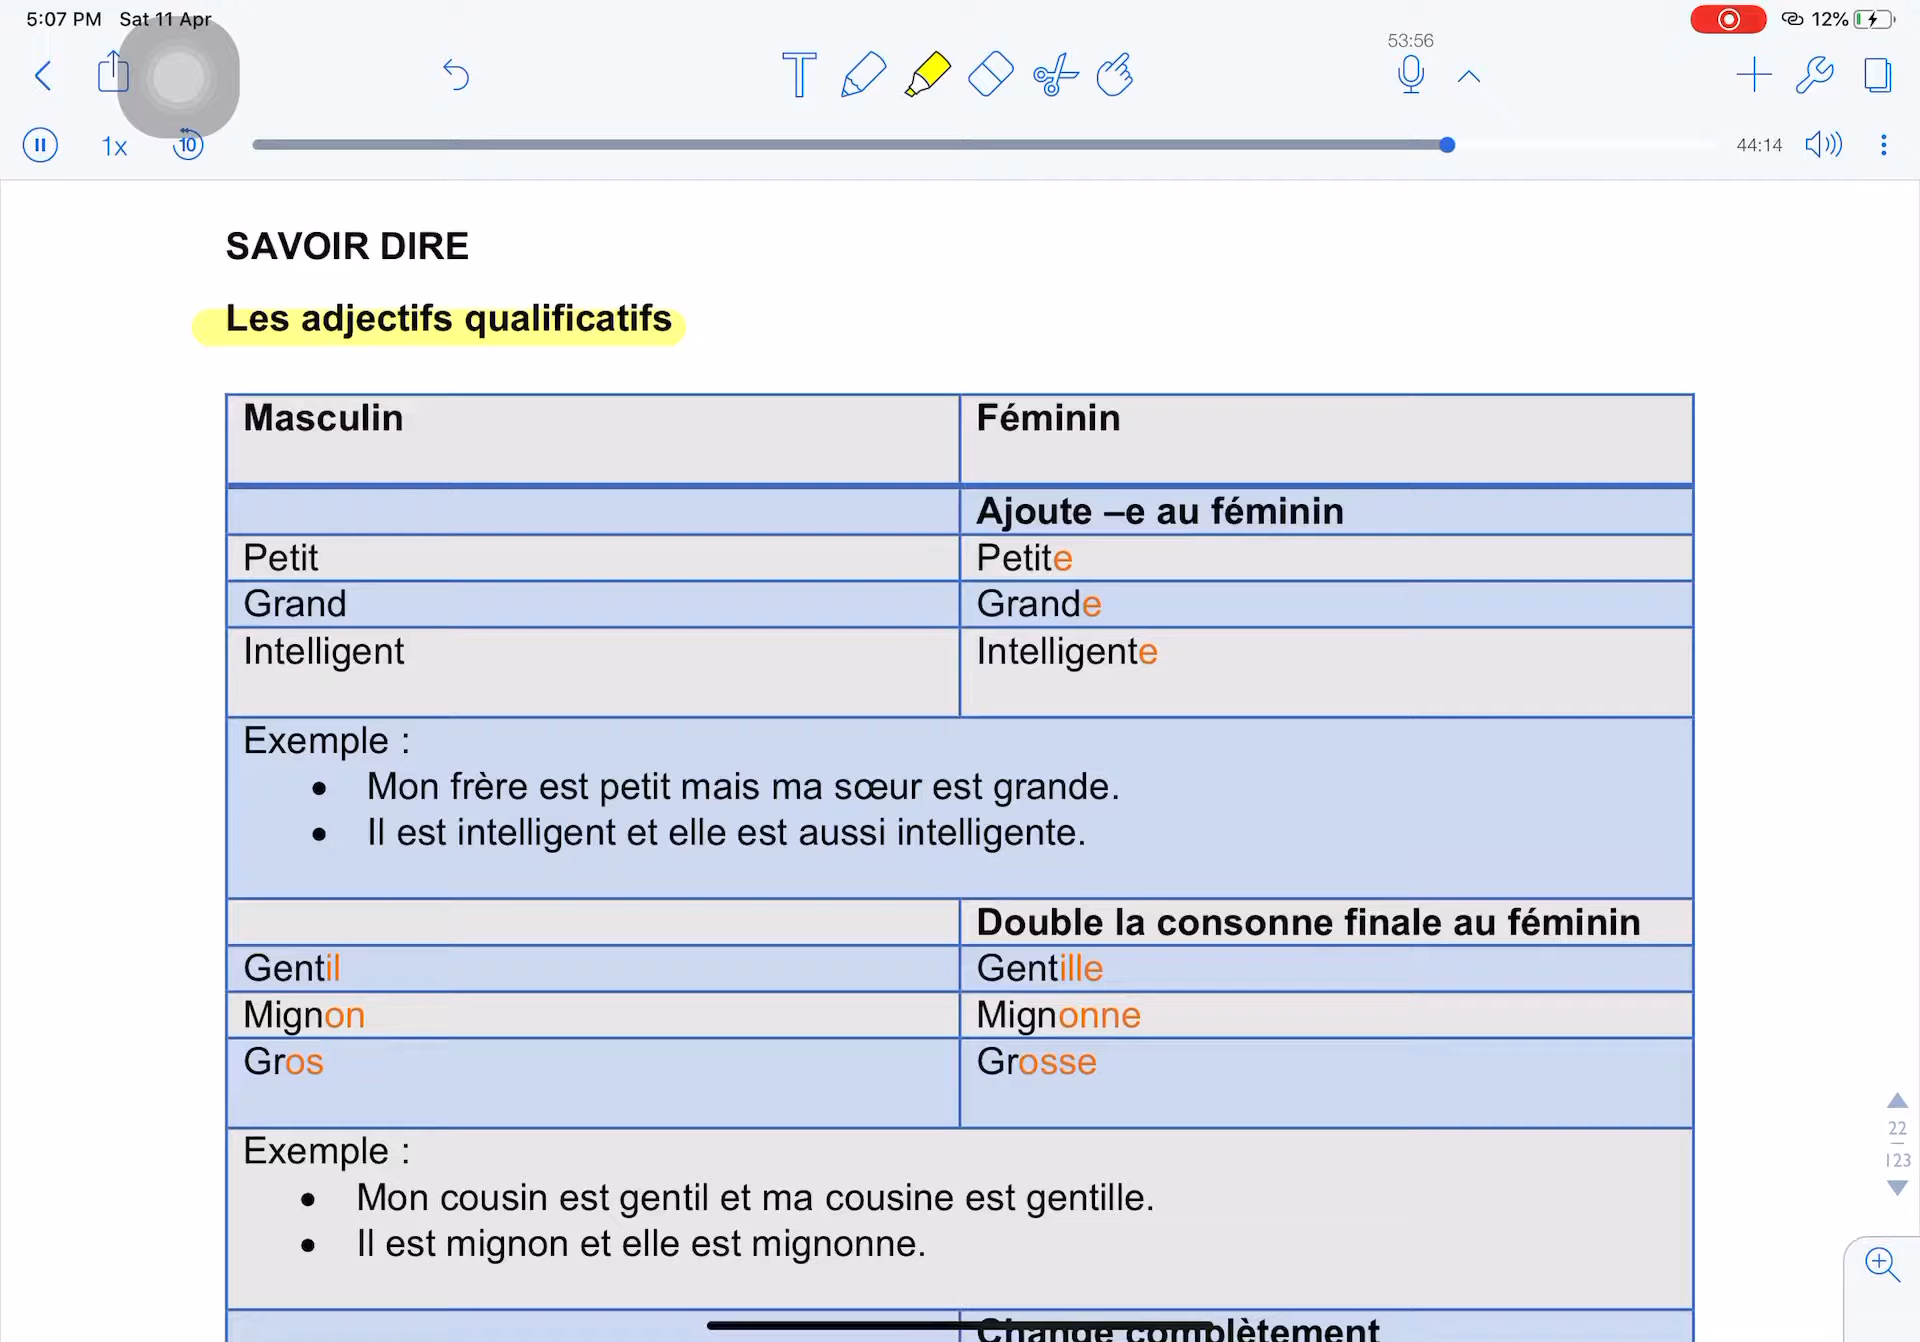 5:07 PM Sat 11 Apr
12%
53:56
1x
10
44:14
SAVOIR DIRE
Les adjectifs qualificatifs
Masculin Féminin
Ajoute –e au féminin
Petit Petite
Grand Grande
Intelligent Intelligente
Exemple :
• Mon frère est petit mais ma sœur est grande.
• Il est intelligent et elle est aussi intelligente.
Double la consonne finale au féminin
Gentil Gentille
Mignon Mignonne
Gros Grosse
Exemple :
• Mon cousin est gentil et ma cousine est gentille.
• Il est mignon et elle est mignonne.
Change complètement
22
123